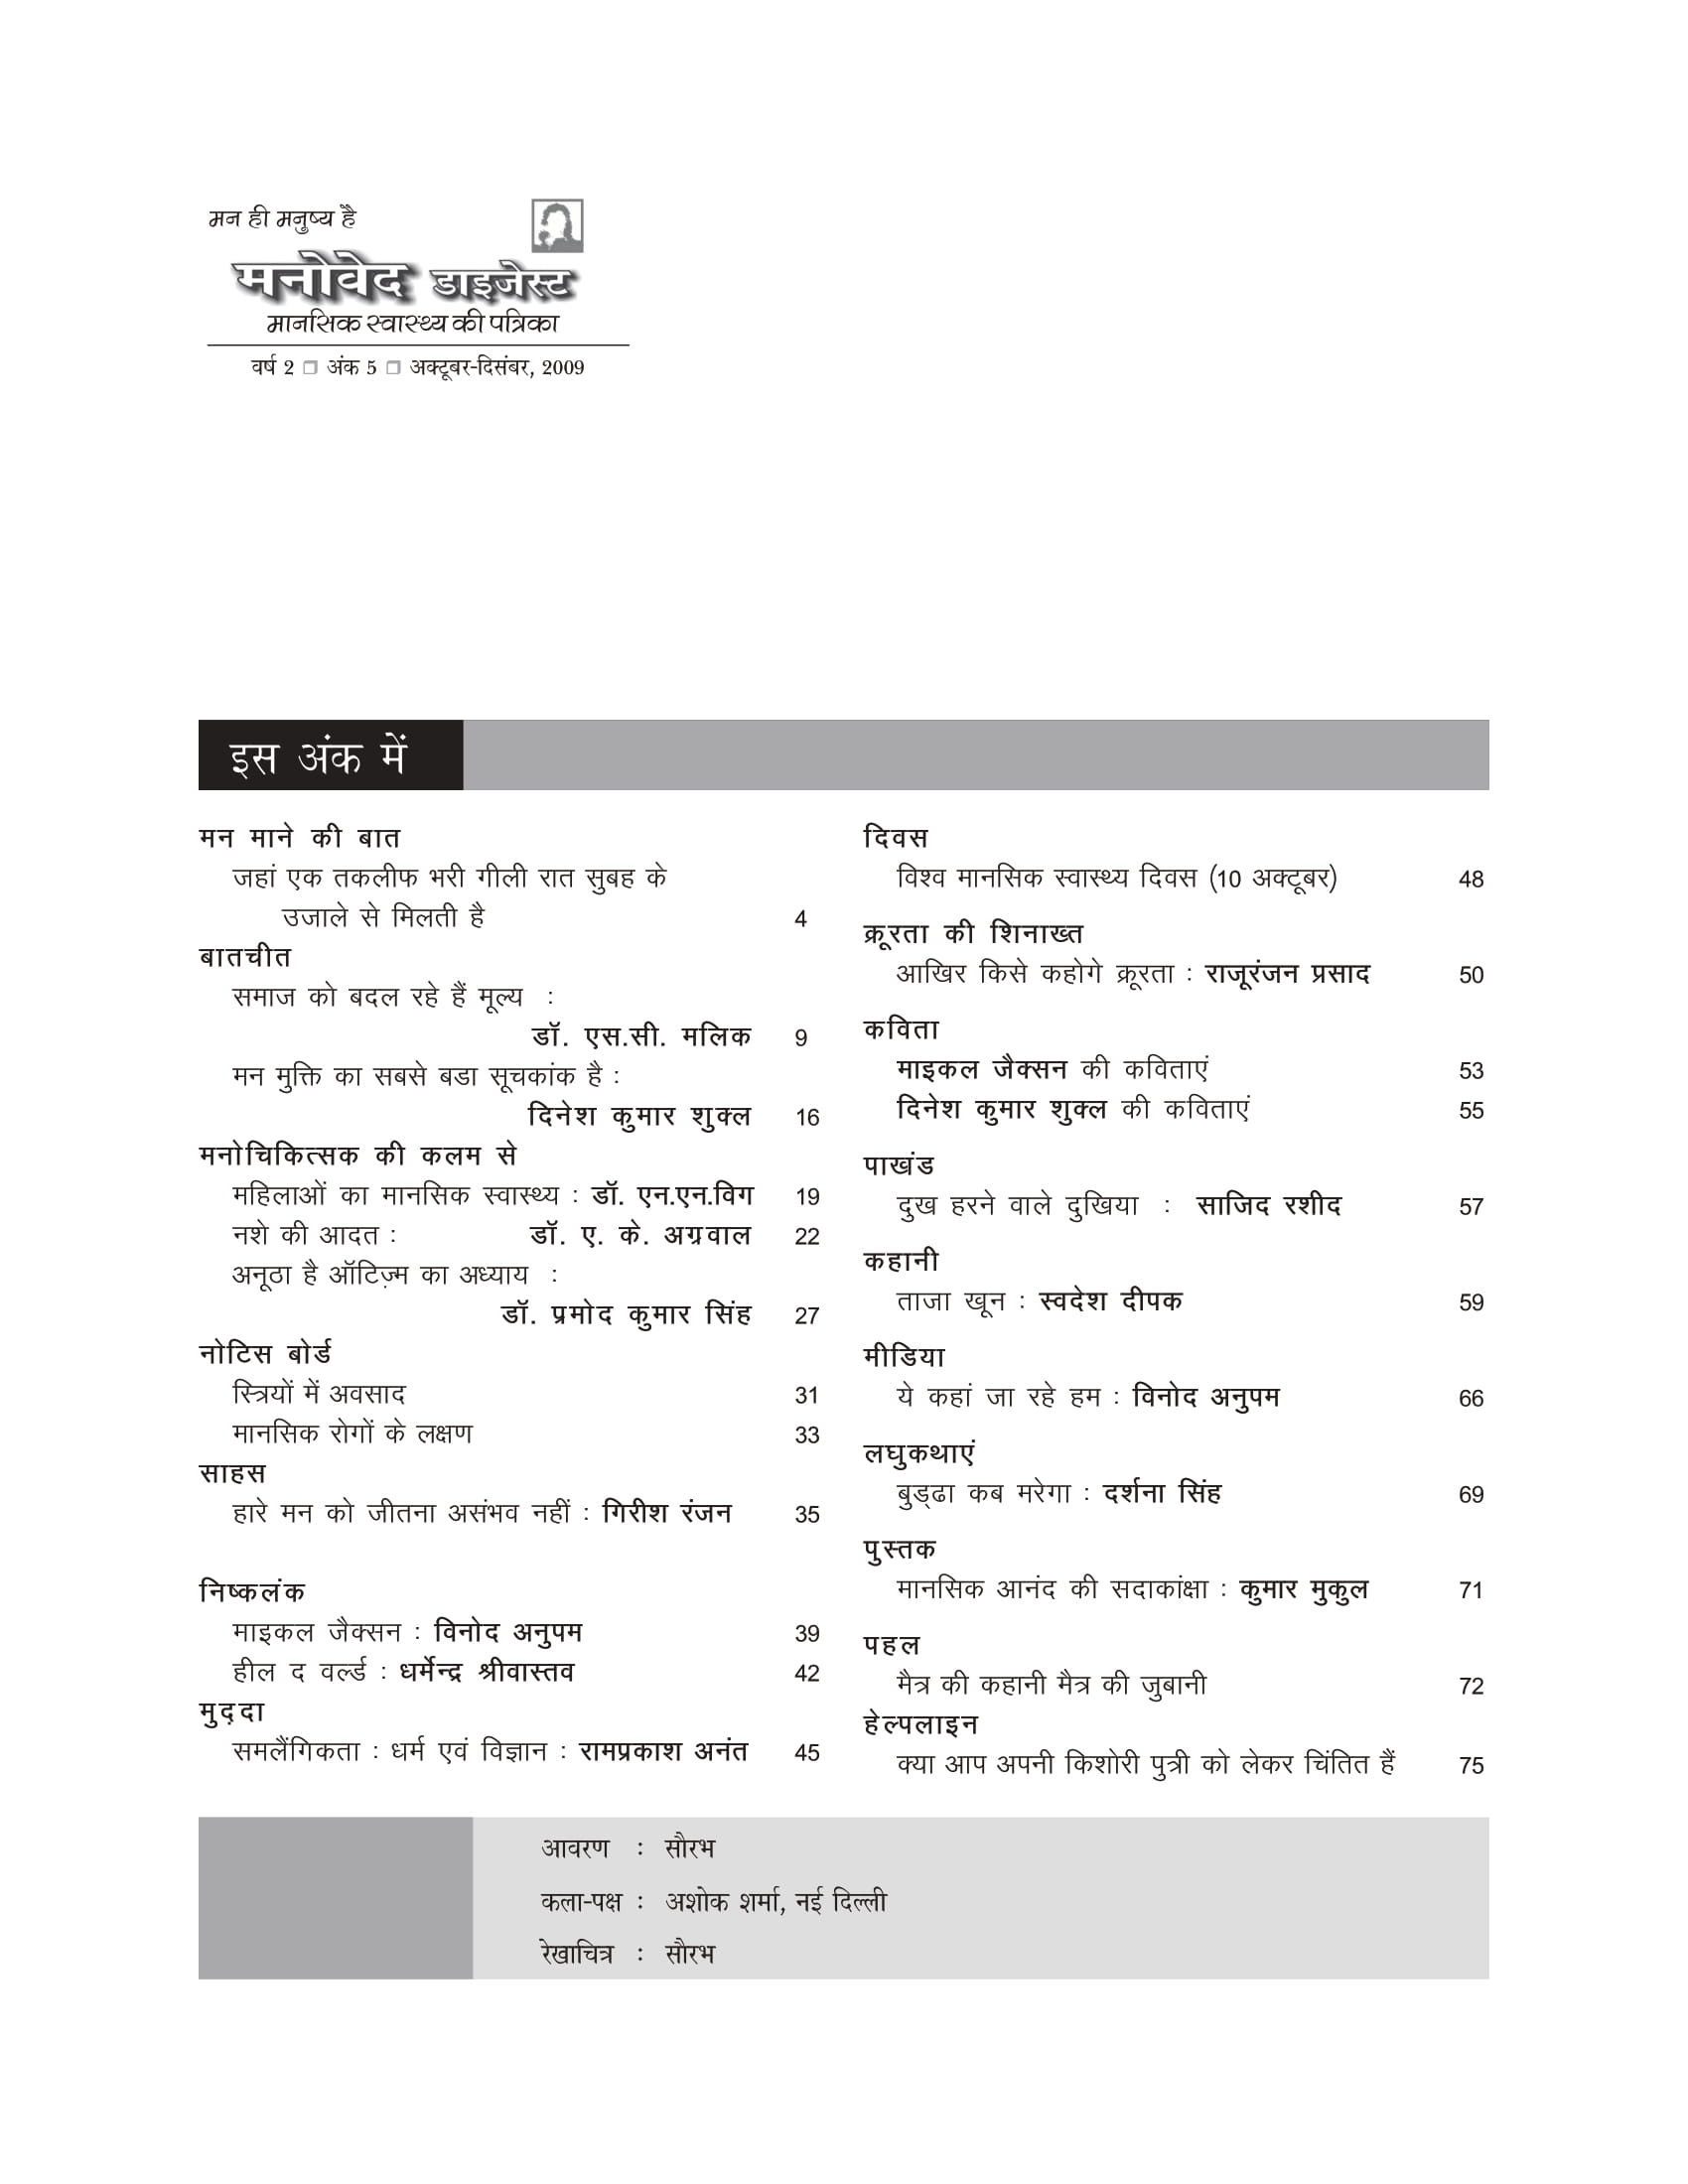 मन ही मनुष्य है
मनोवेद डाइजेस्ट
मानसिक स्वास्थ्य की पत्रिका
वर्ष 2 ❐ अंक 5 ❐ अक्टूबर-दिसंबर, 2009
इस अंक में
मन माने की बात
जहां एक तकलीफ भरी गीली रात सुबह के
उजाले से मिलती है 4
बातचीत
समाज को बदल रहे हैं मूल्य :
डॉ. एस.सी. मलिक 9
मन मुक्ति का सबसे बडा सूचकांक है :
दिनेश कुमार शुक्ल 16
मनोचिकित्सक की कलम से
महिलाओं का मानसिक स्वास्थ्य : डॉ. एन.एन.विग 19
नशे की आदत : डॉ. ए. के. अग्रवाल 22
अनूठा है ऑटिज़्म का अध्याय :
डॉ. प्रमोद कुमार सिंह 27
नोटिस बोर्ड
स्त्रियों में अवसाद 31
मानसिक रोगों के लक्षण 33
साहस
हारे मन को जीतना असंभव नहीं : गिरीश रंजन 35
निष्कलंक
माइकल जैक्सन : विनोद अनुपम 39
हील द वर्ल्ड : धर्मेन्द्र श्रीवास्तव 42
मुद्दा
समलैंगिकता : धर्म एवं विज्ञान : रामप्रकाश अनंत 45
दिवस
विश्व मानसिक स्वास्थ्य दिवस (10 अक्टूबर) 48
क्रूरता की शिनाख्त
आखिर किसे कहोगे क्रूरता : राजूरंजन प्रसाद 50
कविता
माइकल जैक्सन की कविताएं 53
दिनेश कुमार शुक्ल की कविताएं 55
पाखंड
दुख हरने वाले दुखिया : साजिद रशीद 57
कहानी
ताजा खून : स्वदेश दीपक 59
मीडिया
ये कहां जा रहे हम : विनोद अनुपम 66
लघुकथाएं
बुड्ढा कब मरेगा : दर्शना सिंह 69
पुस्तक
मानसिक आनंद की सदाकांक्षा : कुमार मुकुल 71
पहल
मैत्र की कहानी मैत्र की जुबानी 72
हेल्पलाइन
क्या आप अपनी किशोरी पुत्री को लेकर चिंतित हैं 75
आवरण : सौरभ
कला-पक्ष : अशोक शर्मा, नई दिल्ली
रेखाचित्र : सौरभ